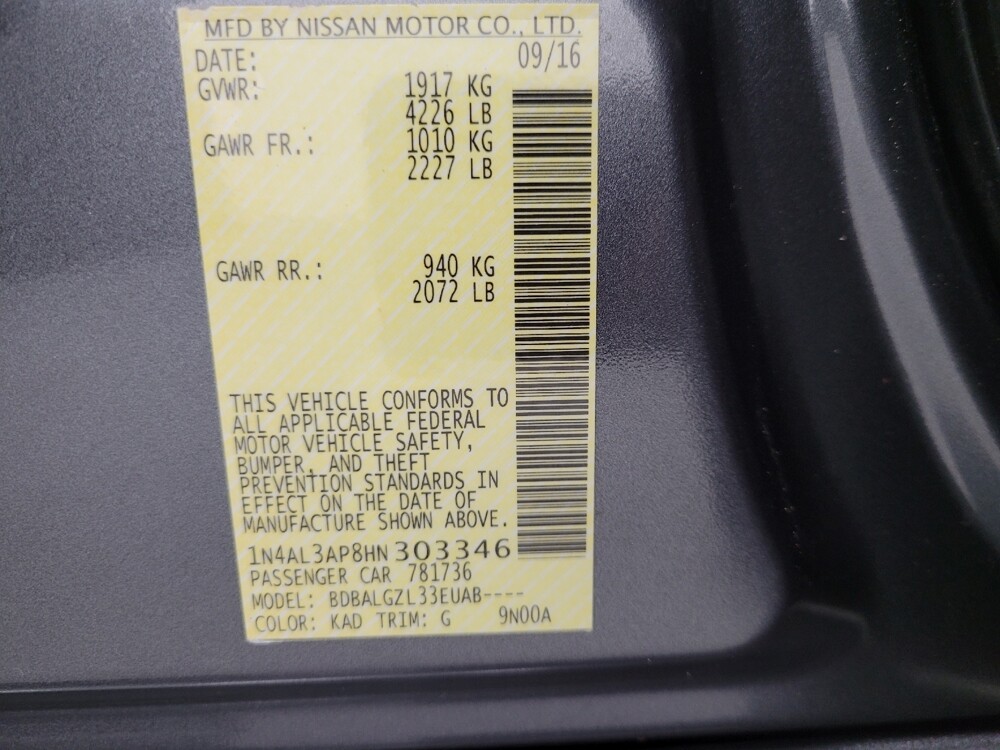 MFD BY NISSAN MOTOR CO., LTD.
DATE: 09/16
GVWR: 1917 KG
4226 LB
GAWR FR.: 1010 KG
2227 LB
GAWR RR.: 940 KG
2072 LB
THIS VEHICLE CONFORMS TO
ALL APPLICABLE FEDERAL
MOTOR VEHICLE SAFETY,
BUMPER, AND THEFT
PREVENTION STANDARDS IN
EFFECT ON THE DATE OF
MANUFACTURE SHOWN ABOVE.
1N4AL3AP8HN303346
PASSENGER CAR 781736
MODEL: BDBALGZL33EUAB----
COLOR: KAD TRIM: G 9N00A